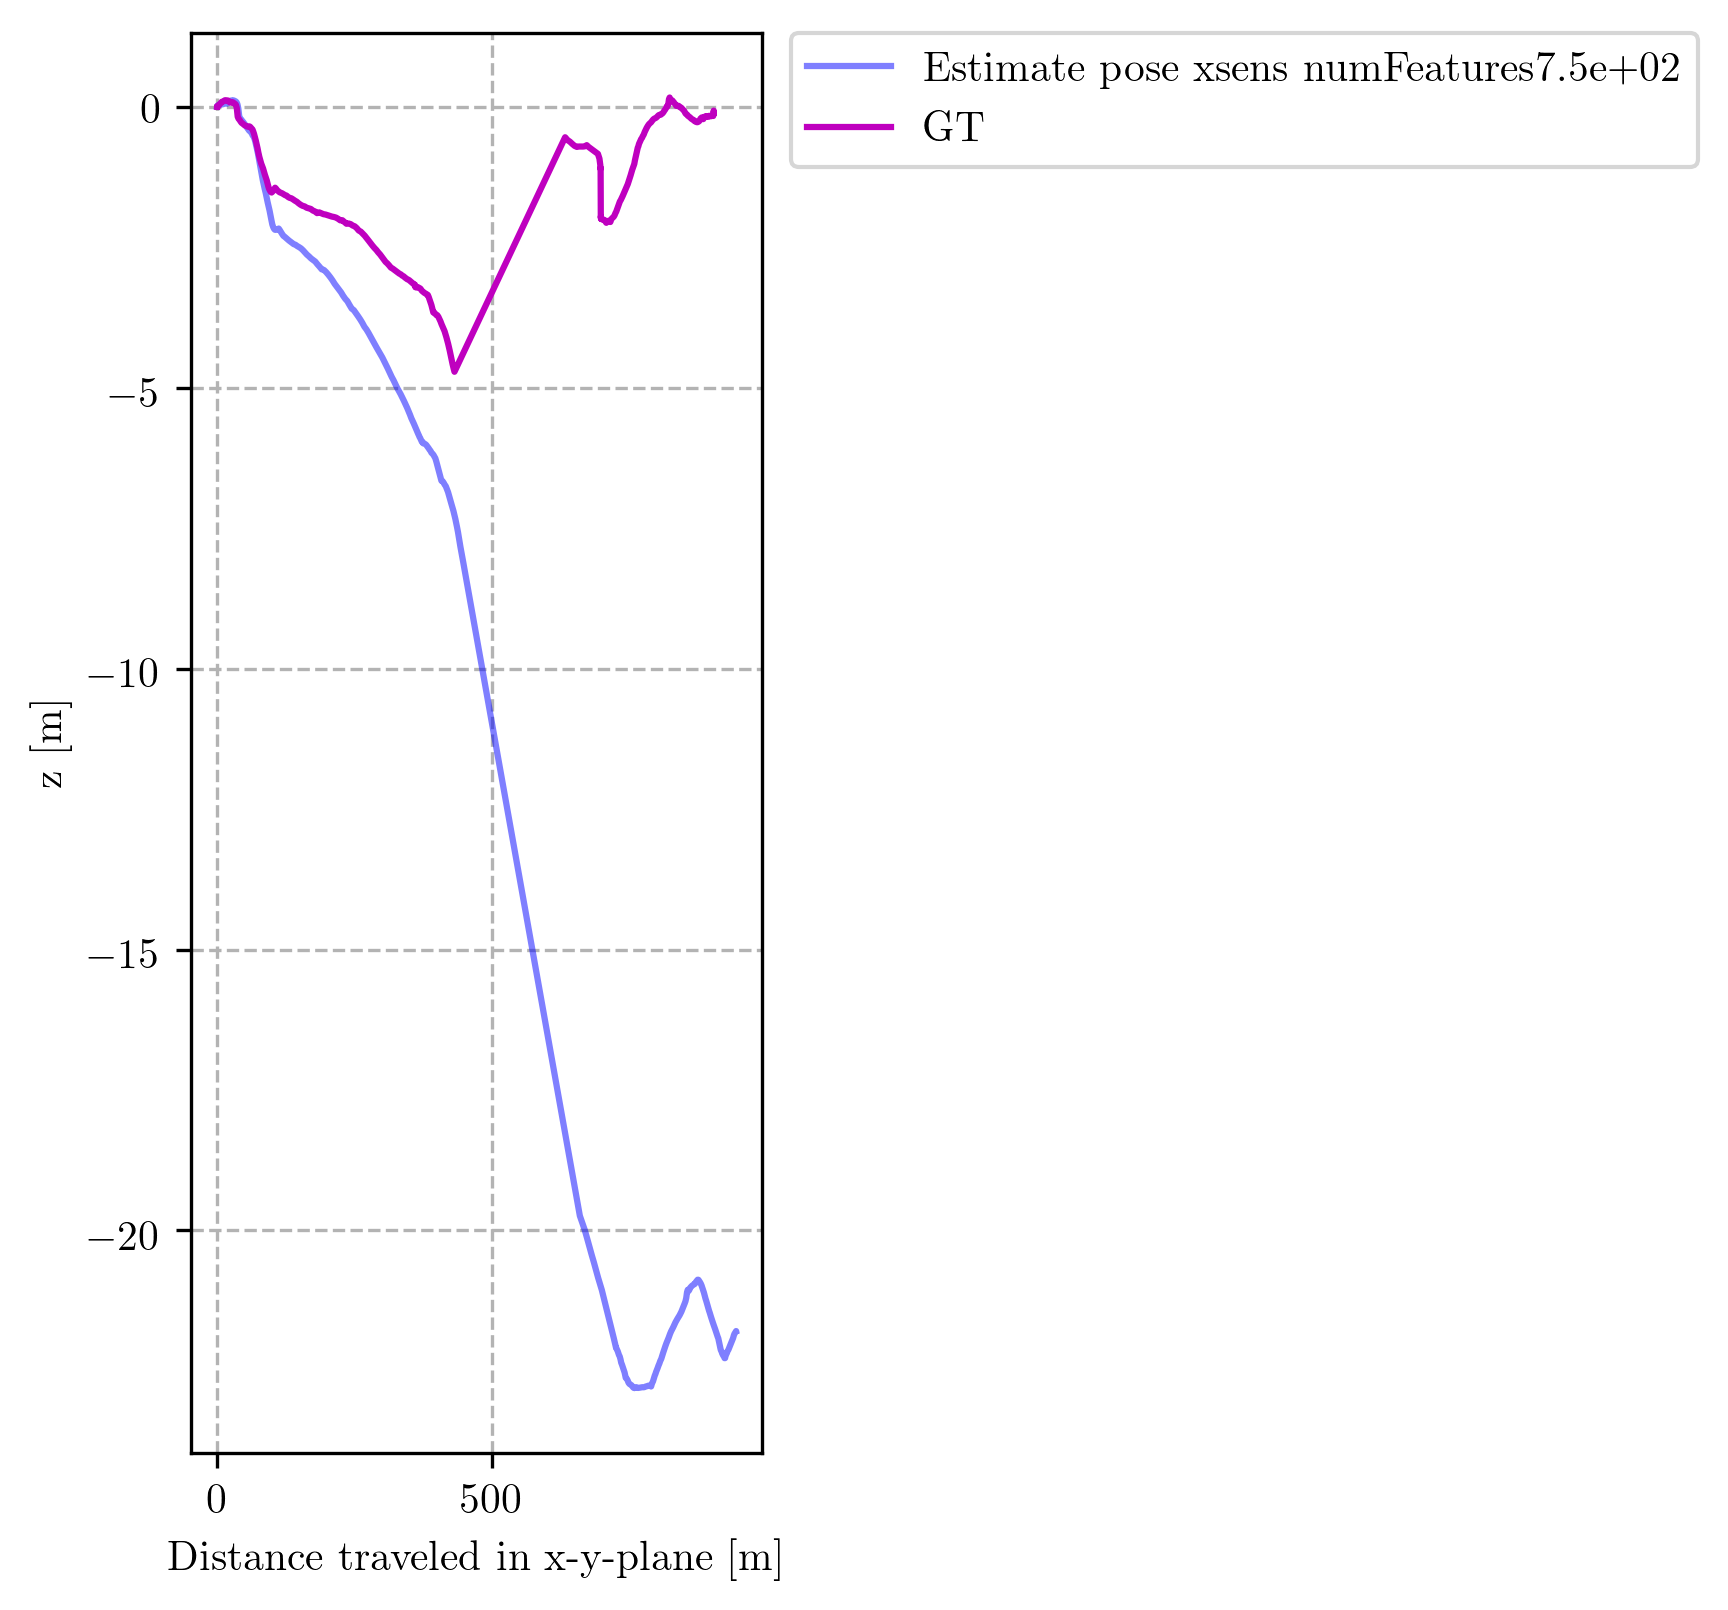 Estimate pose xsens numFeatures7.5e+02
GT
0
−5
−10
−15
−20
z [m]
0 500
Distance traveled in x-y-plane [m]